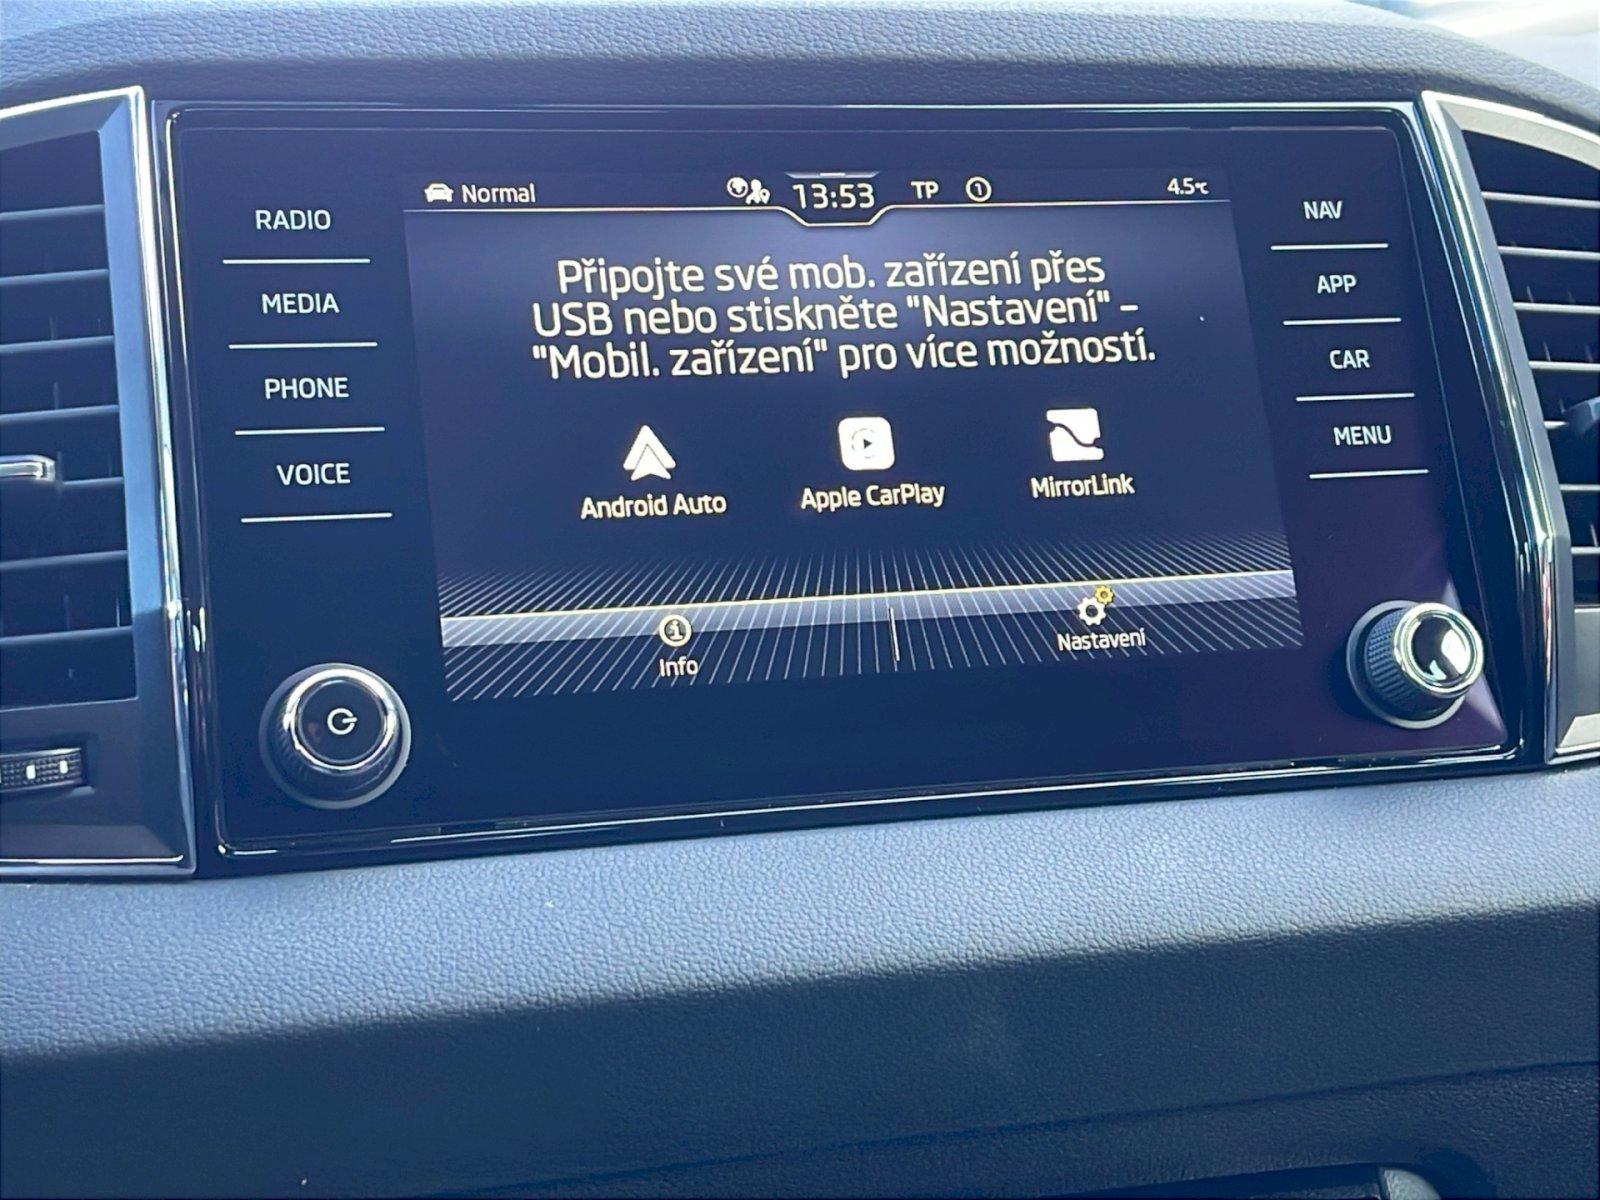 Normal
13:53
TP
1
4.5°C
RADIO
MEDIA
PHONE
VOICE
Připojte své mob. zařízení přes
USB nebo stiskněte "Nastavení" –
"Mobil. zařízení" pro více možností.
Android Auto
Apple CarPlay
MirrorLink
Info
Nastavení
NAV
APP
CAR
MENU